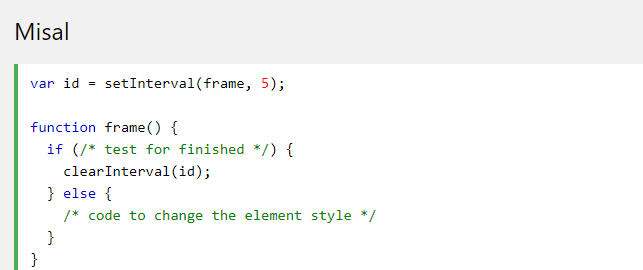 Misal
var id = setInterval(frame, 5);
function frame() {
if (/* test for finished */) {
clearInterval(id);
} else {
/* code to change the element style */
}
}